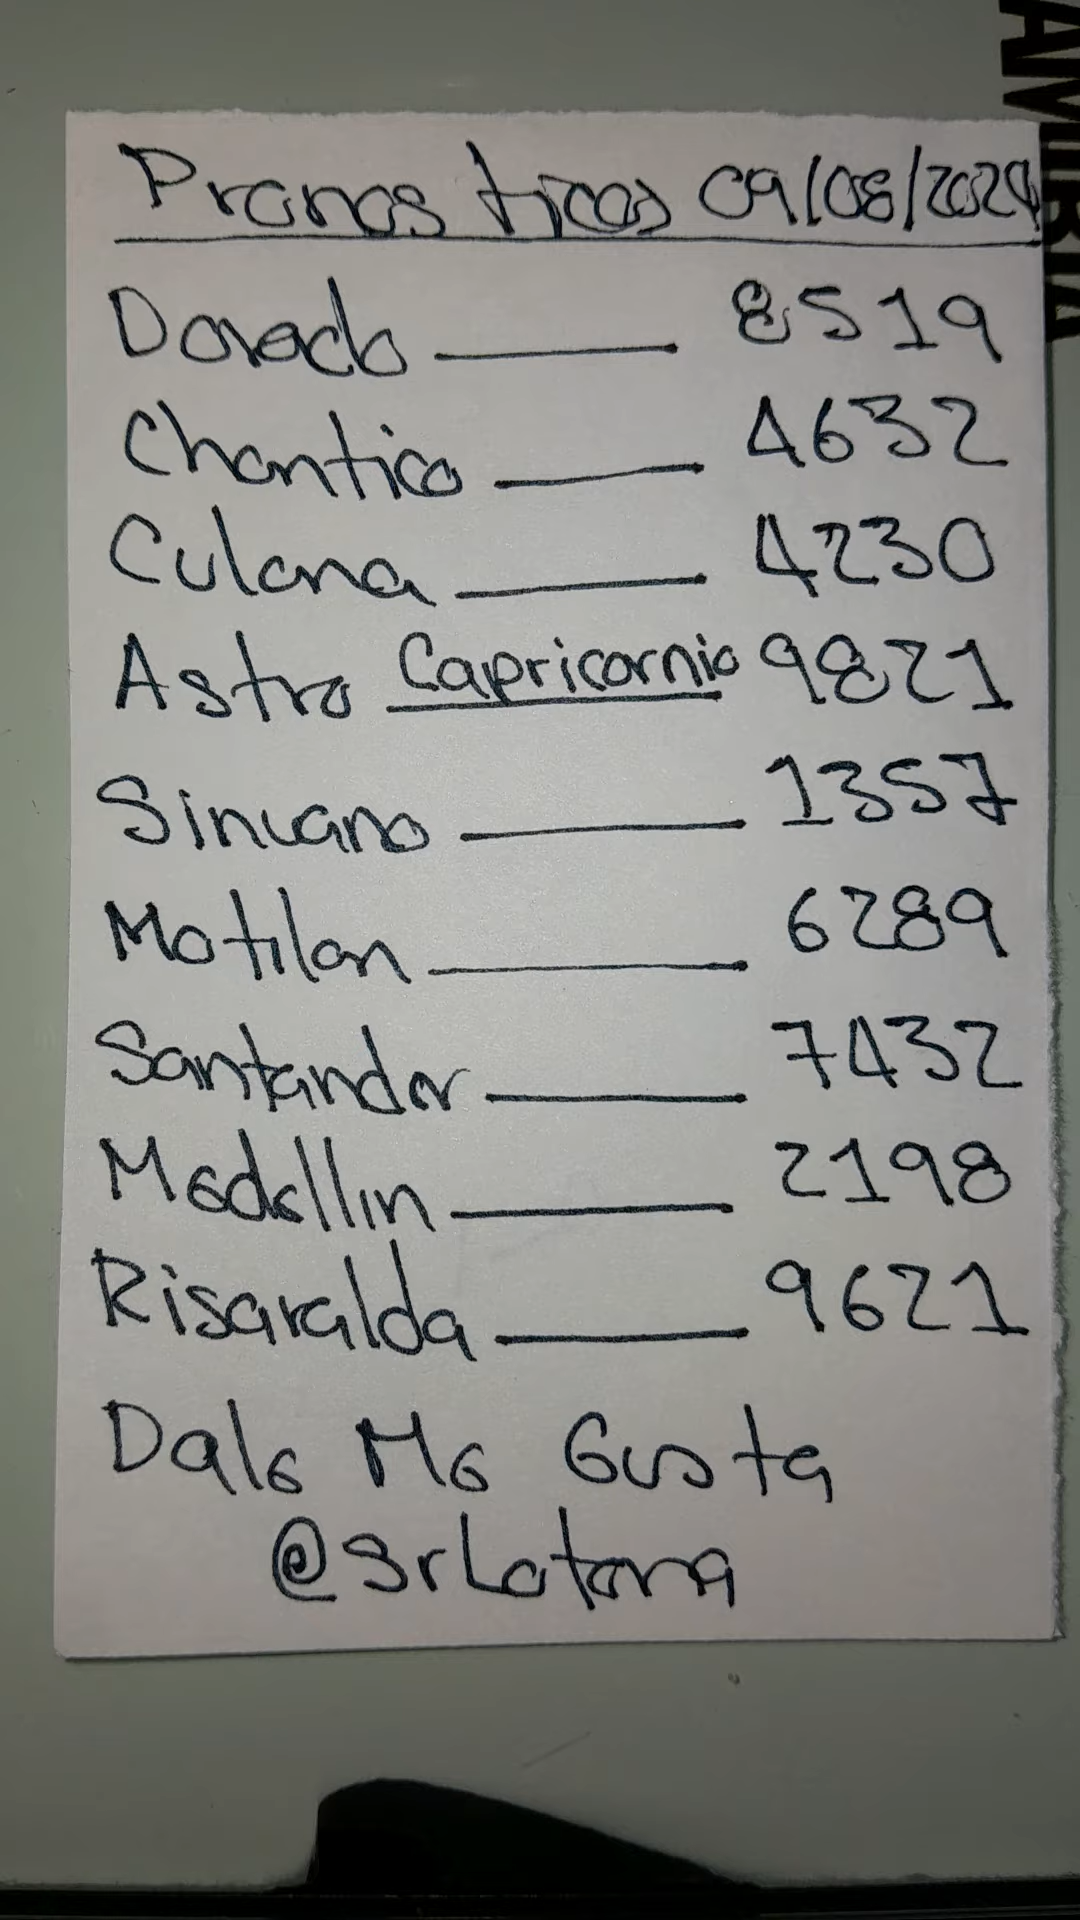 Pronosticos 09/08/2024
Dorado 8519
Chontico 4632
Culona 4230
Astro Capricornio 9821
Sinuano 1357
Motilon 6289
Santander 7432
Medellin 2198
Risaralda 9621
Dale Me Gusta
@SrLotona